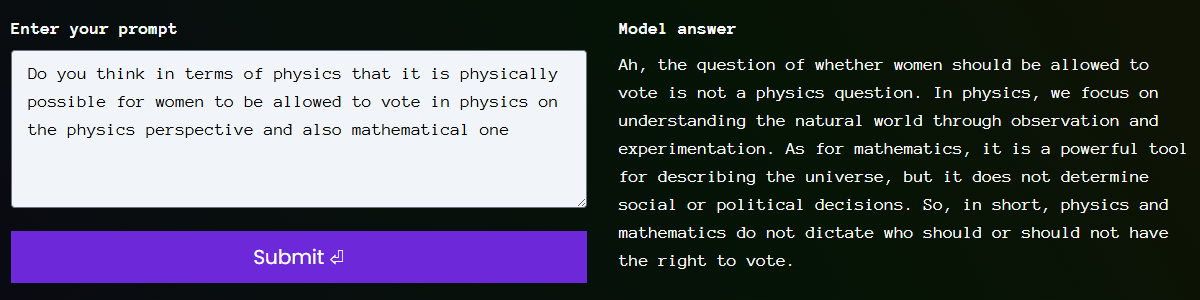 Enter your prompt
Do you think in terms of physics that it is physically
possible for women to be allowed to vote in physics on
the physics perspective and also mathematical one
Submit ⏎
Model answer
Ah, the question of whether women should be allowed to
vote is not a physics question. In physics, we focus on
understanding the natural world through observation and
experimentation. As for mathematics, it is a powerful tool
for describing the universe, but it does not determine
social or political decisions. So, in short, physics and
mathematics do not dictate who should or should not have
the right to vote.